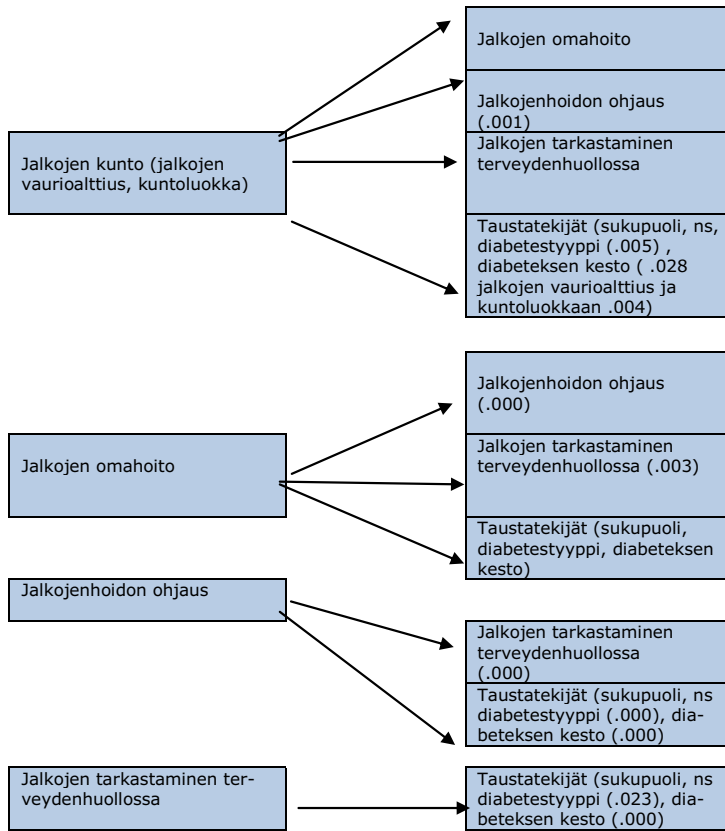 Jalkojen kunto (jalkojen
vaurioalttius, kuntoluokka)
Jalkojen omahoito
Jalkojenhoidon ohjaus
(.001)
Jalkojen tarkastaminen
terveydenhuollossa
Taustatekijät (sukupuoli, ns,
diabetestyyppi (.005) ,
diabeteksen kesto ( .028
jalkojen vaurioalttius ja
kuntoluokkaan .004)
Jalkojen omahoito
Jalkojenhoidon ohjaus
(.000)
Jalkojen tarkastaminen
terveydenhuollossa (.003)
Taustatekijät (sukupuoli,
diabetestyyppi, diabeteksen
kesto)
Jalkojenhoidon ohjaus
Jalkojen tarkastaminen
terveydenhuollossa
(.000)
Taustatekijät (sukupuoli, ns
diabetestyyppi (.000), dia-
beteksen kesto (.000)
Jalkojen tarkastaminen ter-
veydenhuollossa
Taustatekijät (sukupuoli, ns
diabetestyyppi (.023), dia-
beteksen kesto (.000)